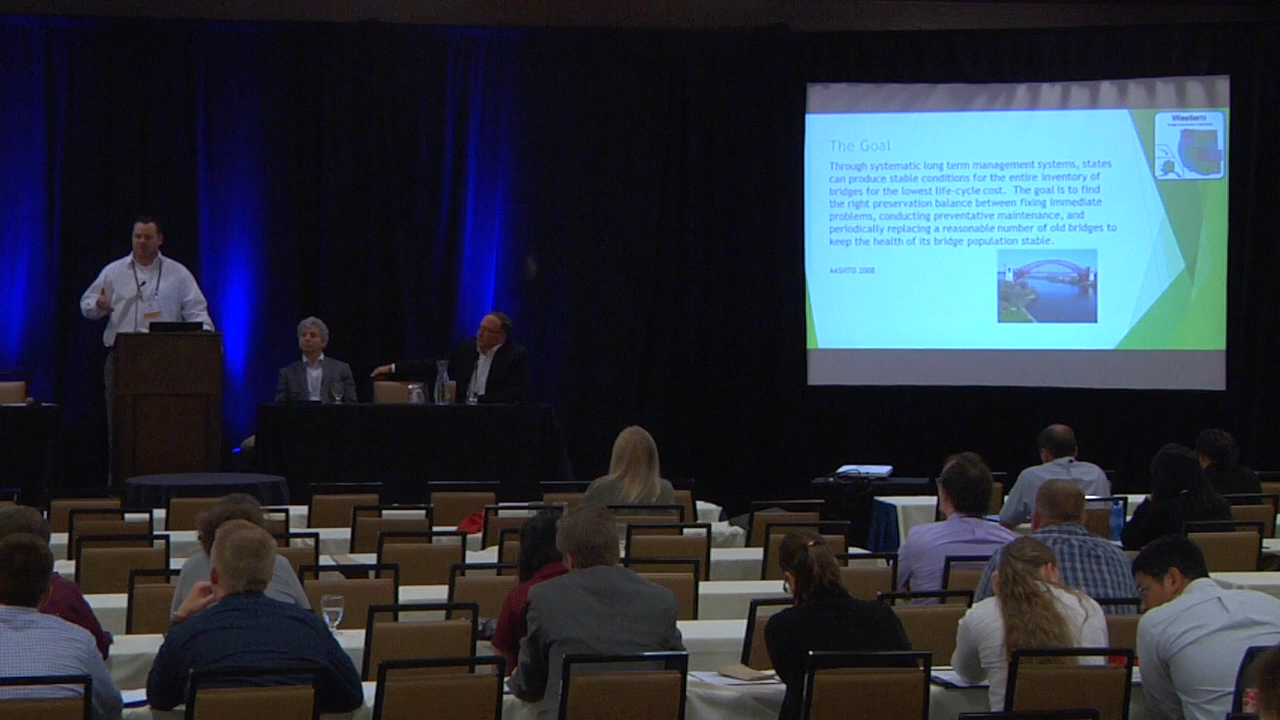 Western
The Goal
Through systematic long term management systems, states
can produce stable conditions for the entire inventory of
bridges for the lowest life-cycle cost. The goal is to find
the right preservation balance between fixing immediate
problems, conducting preventative maintenance, and
periodically replacing a reasonable number of old bridges to
keep the health of its bridge population stable.
AASHTO 2008